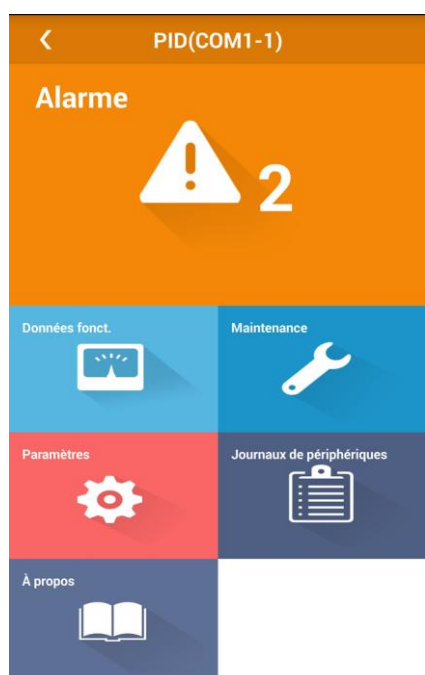 PID(COM1-1)
Alarme
2
Données fonct.
Maintenance
Paramètres
Journaux de périphériques
À propos